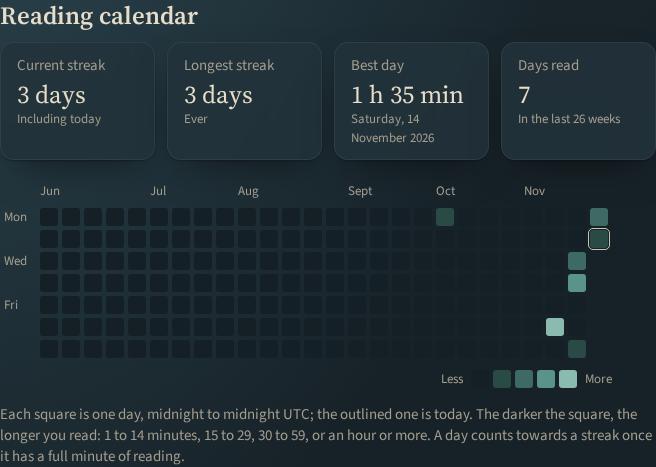 Reading calendar
Current streak
3 days
Including today
Longest streak
3 days
Ever
Best day
1 h 35 min
Saturday, 14
November 2026
Days read
7
In the last 26 weeks
Jun Jul Aug Sept Oct Nov
Mon
Wed
Fri
Less More
Each square is one day, midnight to midnight UTC; the outlined one is today. The darker the square, the
longer you read: 1 to 14 minutes, 15 to 29, 30 to 59, or an hour or more. A day counts towards a streak once
it has a full minute of reading.